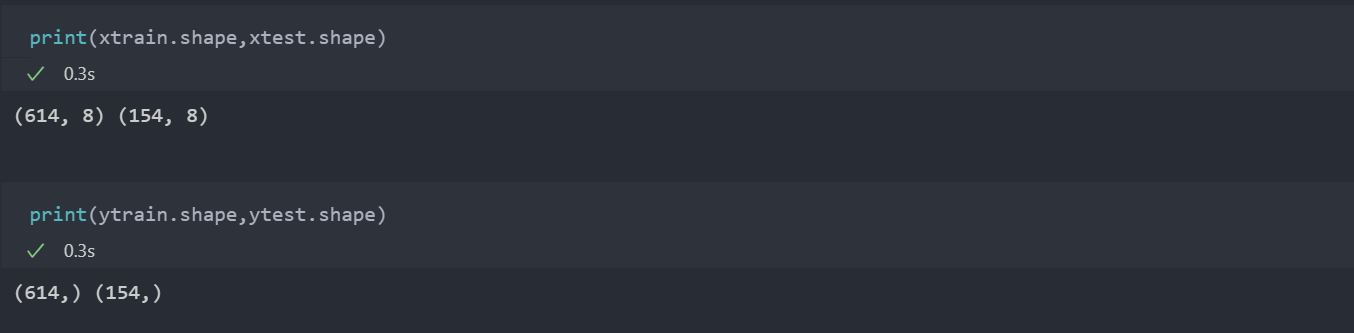 print(xtrain.shape,xtest.shape)
✓ 0.3s
(614, 8) (154, 8)
print(ytrain.shape,ytest.shape)
✓ 0.3s
(614,) (154,)